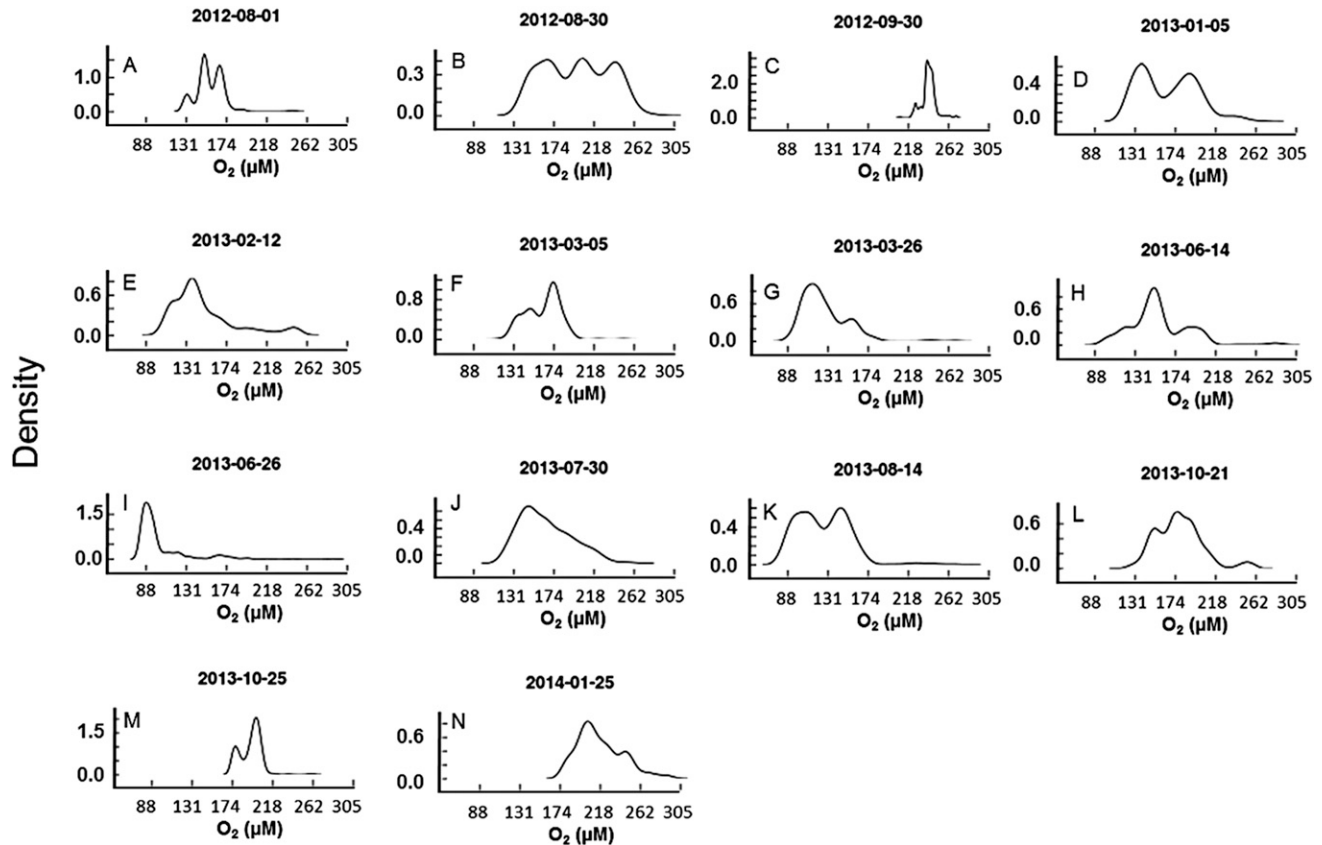 2012-08-01
A
1.0
0.0
88 131 174 218 262 305
O₂ (µM)
2012-08-30
B
0.3
0.0
88 131 174 218 262 305
O₂ (µM)
2012-09-30
C
2.0
0.0
88 131 174 218 262 305
O₂ (µM)
2013-01-05
D
0.4
0.0
88 131 174 218 262 305
O₂ (µM)
Density
2013-02-12
E
0.6
0.0
88 131 174 218 262 305
O₂ (µM)
2013-03-05
F
0.8
0.0
88 131 174 218 262 305
O₂ (µM)
2013-03-26
G
0.6
0.0
88 131 174 218 262 305
O₂ (µM)
2013-06-14
H
0.6
0.0
88 131 174 218 262 305
O₂ (µM)
2013-06-26
I
1.5
0.0
88 131 174 218 262 305
O₂ (µM)
2013-07-30
J
0.4
0.0
88 131 174 218 262 305
O₂ (µM)
2013-08-14
K
0.4
0.0
88 131 174 218 262 305
O₂ (µM)
2013-10-21
L
0.6
0.0
88 131 174 218 262 305
O₂ (µM)
2013-10-25
M
1.5
0.0
88 131 174 218 262 305
O₂ (µM)
2014-01-25
N
0.6
0.0
88 131 174 218 262 305
O₂ (µM)